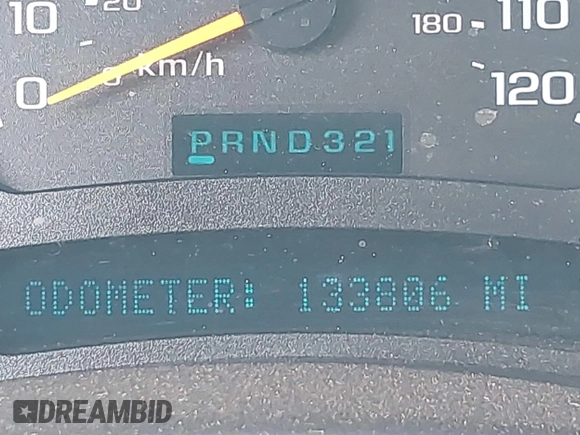 10 20 180 110
0 km/h 120
PRND321
ODOMETER: 133806 MI
DREAMBID